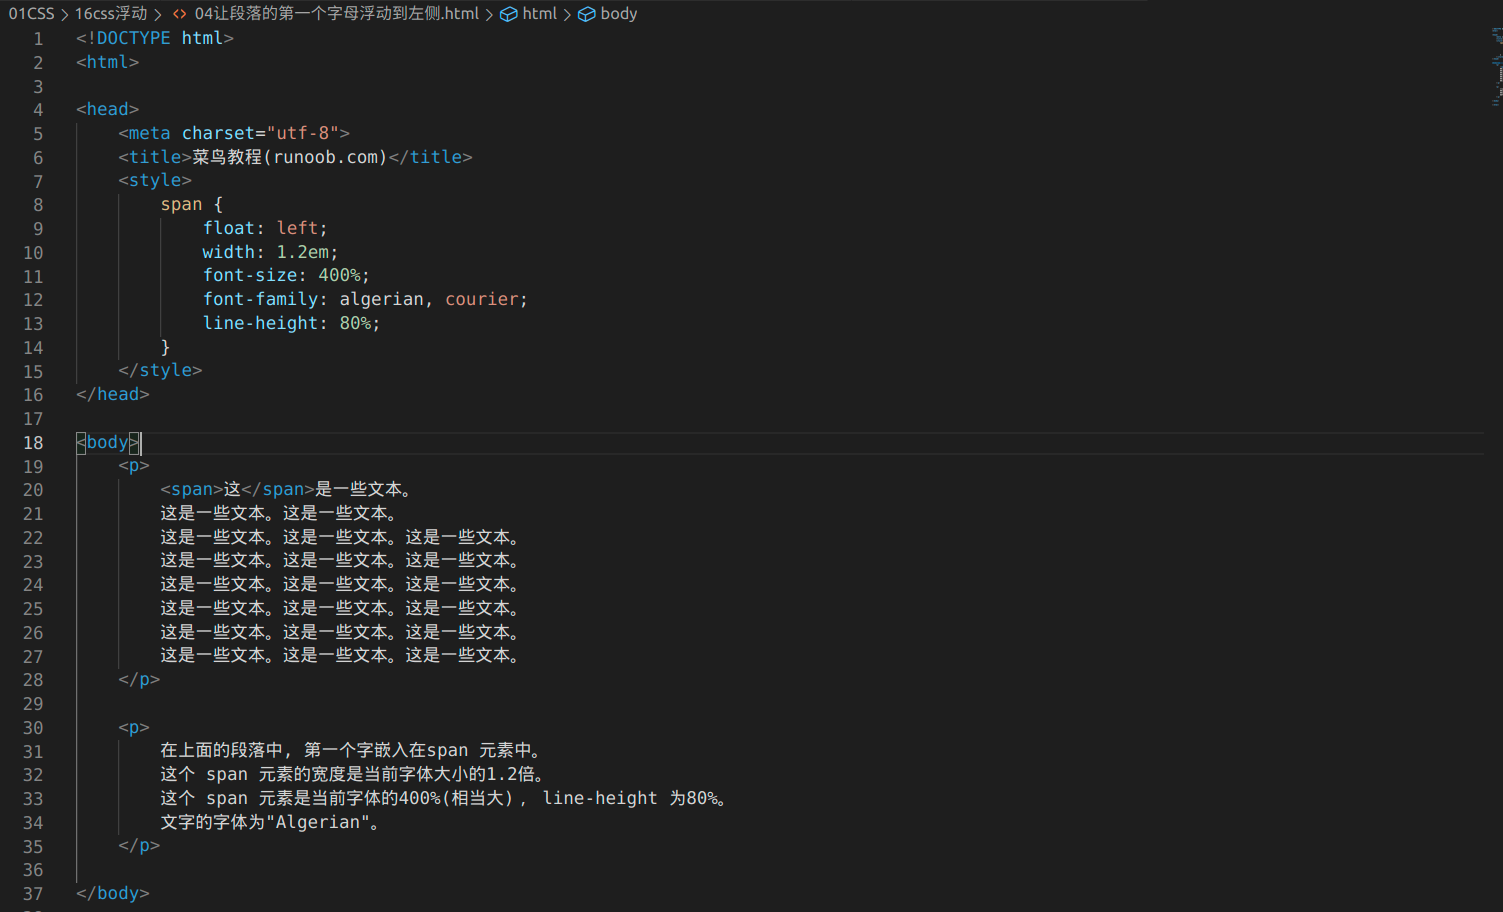 01CSS > 16css浮动 > <> 04让段落的第一个字母浮动到左侧.html > html > body
1 <!DOCTYPE html>
2 <html>
3
4 <head>
5 <meta charset="utf-8">
6 <title>菜鸟教程(runoob.com)</title>
7 <style>
8 span {
9 float: left;
10 width: 1.2em;
11 font-size: 400%;
12 font-family: algerian, courier;
13 line-height: 80%;
14 }
15 </style>
16 </head>
17
18 <body>
19 <p>
20 <span>这</span>是一些文本。
21 这是一些文本。这是一些文本。
22 这是一些文本。这是一些文本。这是一些文本。
23 这是一些文本。这是一些文本。这是一些文本。
24 这是一些文本。这是一些文本。这是一些文本。
25 这是一些文本。这是一些文本。这是一些文本。
26 这是一些文本。这是一些文本。这是一些文本。
27 这是一些文本。这是一些文本。这是一些文本。
28 </p>
29
30 <p>
31 在上面的段落中, 第一个字嵌入在span 元素中。
32 这个 span 元素的宽度是当前字体大小的1.2倍。
33 这个 span 元素是当前字体的400%(相当大), line-height 为80%。
34 文字的字体为"Algerian"。
35 </p>
36
37 </body>